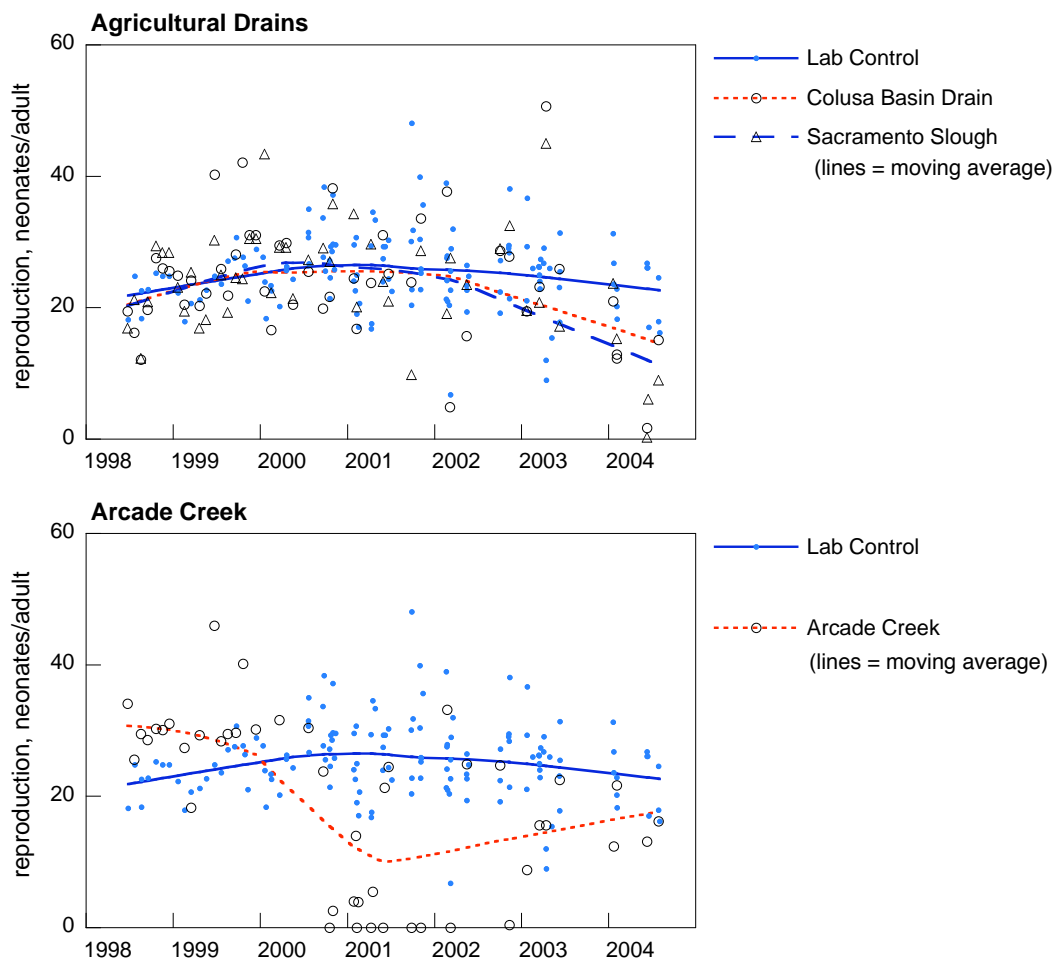 Agricultural Drains
60
40
20
0
reproduction, neonates/adult
1998 1999 2000 2001 2002 2003 2004
Lab Control
Colusa Basin Drain
Sacramento Slough
(lines = moving average)
Arcade Creek
60
40
20
0
reproduction, neonates/adult
1998 1999 2000 2001 2002 2003 2004
Lab Control
Arcade Creek
(lines = moving average)